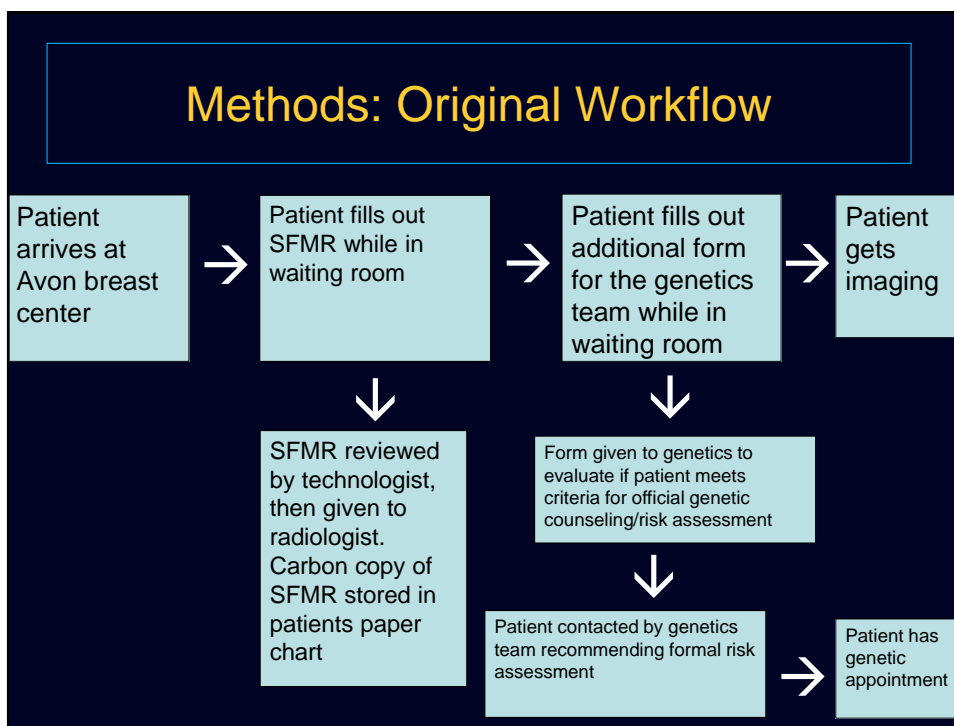 Methods: Original Workflow
Patient
arrives at
Avon breast
center
Patient fills out
SFMR while in
waiting room
Patient fills out
additional form
for the genetics
team while in
waiting room
Patient
gets
imaging
SFMR reviewed
by technologist,
then given to
radiologist.
Carbon copy of
SFMR stored in
patients paper
chart
Form given to genetics to
evaluate if patient meets
criteria for official genetic
counseling/risk assessment
Patient contacted by genetics
team recommending formal risk
assessment
Patient has
genetic
appointment